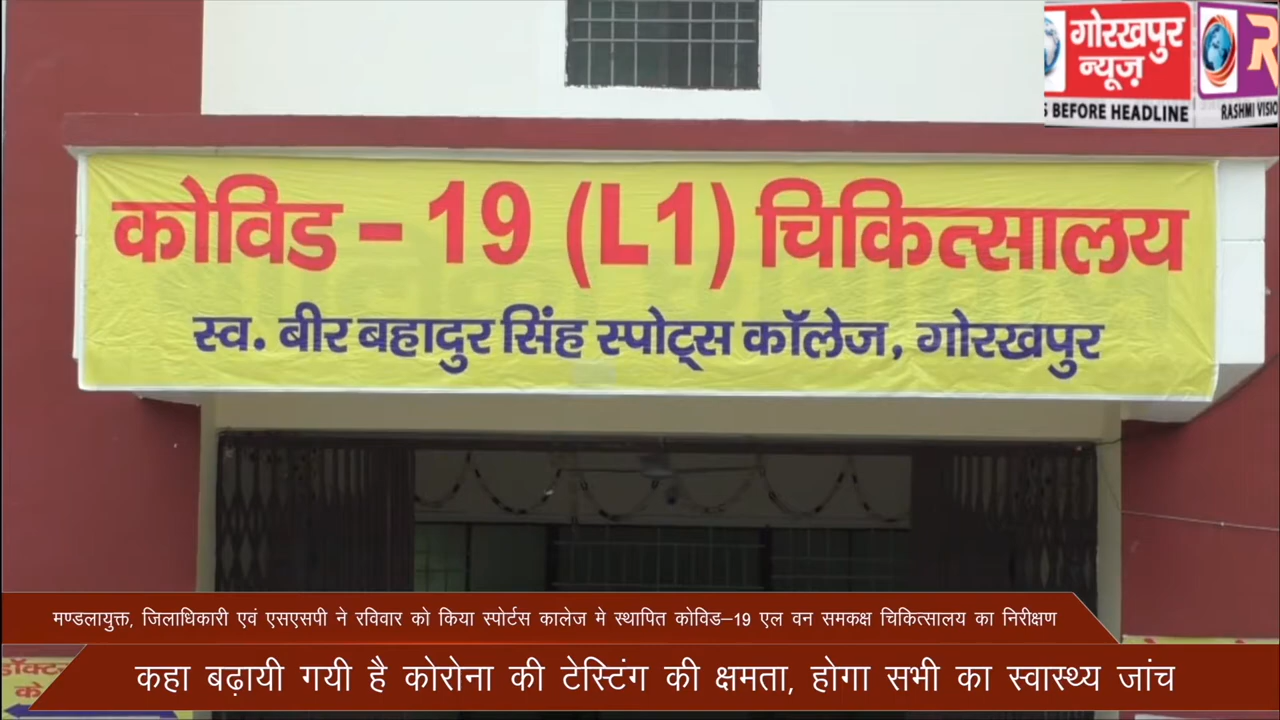 गोरखपुर
न्यूज़
BEFORE HEADLINE
R
RASHMI
कोविड - 19 (L1) चिकित्सालय
स्व. बीर बहादुर सिंह स्पोट्स कॉलेज, गोरखपुर
मण्डलायुक्त, जिलाधिकारी एवं एसएसपी ने रविवार को किया स्पोर्टस कालेज मे स्थापित कोविड–19 एल वन समकक्ष चिकित्सालय का निरीक्षण
कहा बढ़ायी गयी है कोरोना की टेस्टिंग की क्षमता, होगा सभी का स्वास्थ्य जांच
के